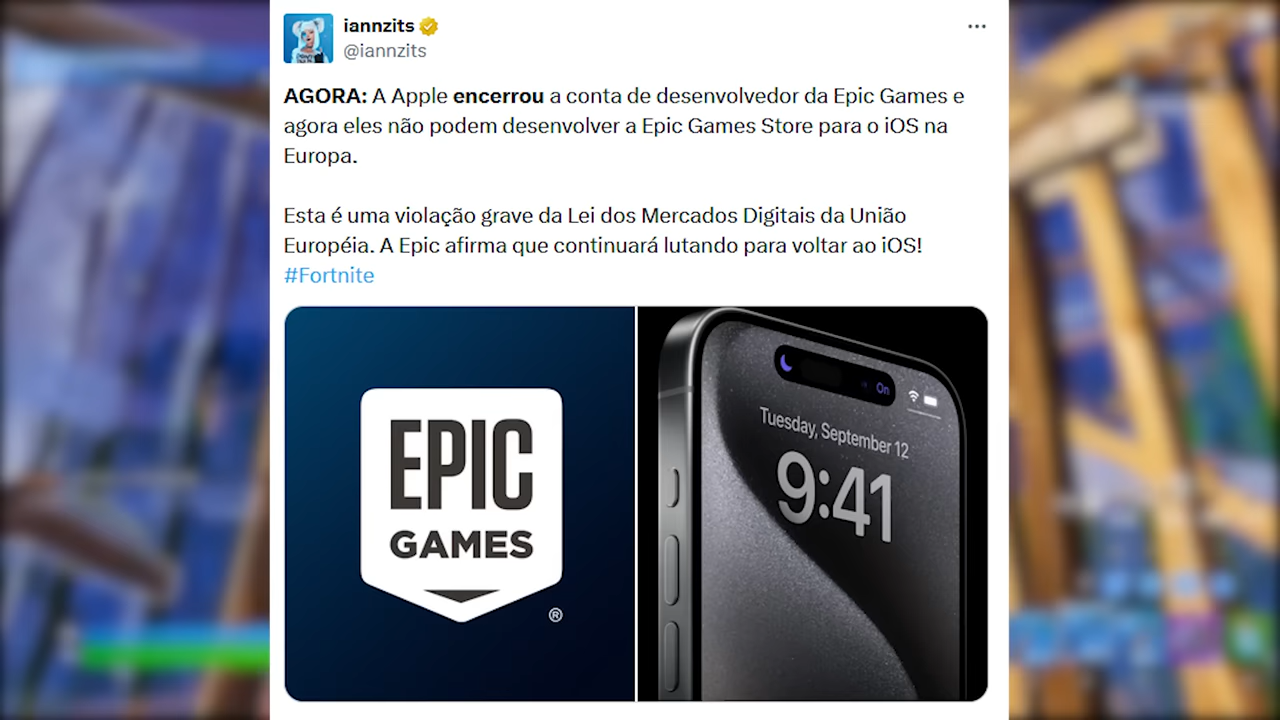 iannzits
@iannzits
AGORA: A Apple encerrou a conta de desenvolvedor da Epic Games e
agora eles não podem desenvolver a Epic Games Store para o iOS na
Europa.
Esta é uma violação grave da Lei dos Mercados Digitais da União
Européia. A Epic afirma que continuará lutando para voltar ao iOS!
#Fortnite
EPIC
GAMES
®
On
Tuesday, September 12
9:41